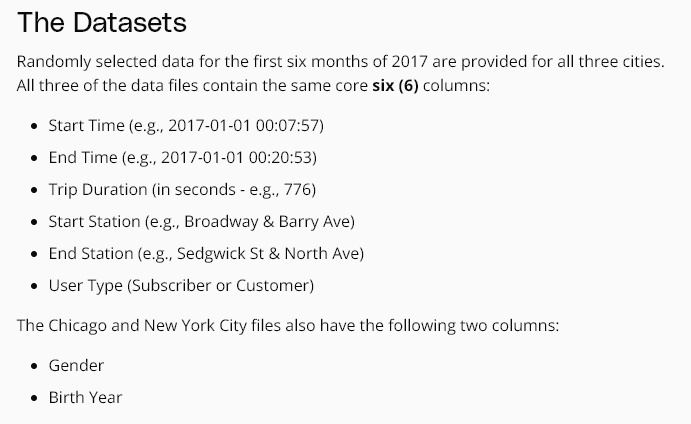 The Datasets
Randomly selected data for the first six months of 2017 are provided for all three cities.
All three of the data files contain the same core six (6) columns:
• Start Time (e.g., 2017-01-01 00:07:57)
• End Time (e.g., 2017-01-01 00:20:53)
• Trip Duration (in seconds - e.g., 776)
• Start Station (e.g., Broadway & Barry Ave)
• End Station (e.g., Sedgwick St & North Ave)
• User Type (Subscriber or Customer)
The Chicago and New York City files also have the following two columns:
• Gender
• Birth Year